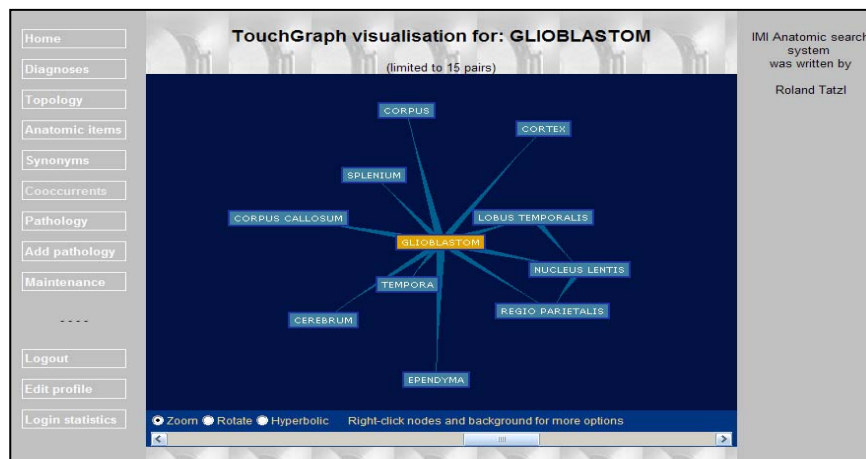 Home
Diagnoses
Topology
Anatomic items
Synonyms
Cooccurrents
Pathology
Add pathology
Maintenance
- - - -
Logout
Edit profile
Login statistics
TouchGraph visualisation for: GLIOBLASTOM
(limited to 15 pairs)
CORPUS
CORTEX
SPLENIUM
CORPUS CALLOSUM
LOBUS TEMPORALIS
GLIOBLASTOM
NUCLEUS LENTIS
TEMPORA
REGIO PARIETALIS
CEREBRUM
EPENDYMA
Zoom Rotate Hyperbolic Right-click nodes and background for more options
IMI Anatomic search
system
was written by
Roland Tatzl